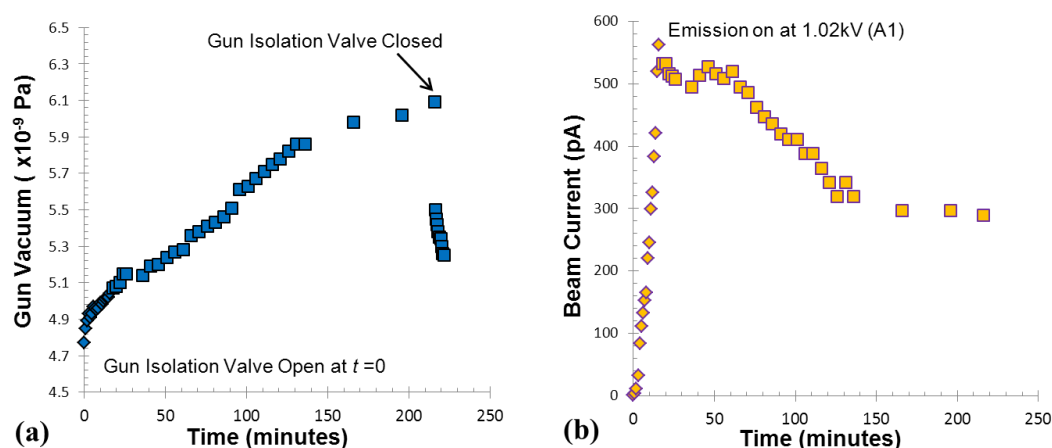 6.5
6.3
6.1
5.9
5.7
5.5
5.3
5.1
4.9
4.7
4.5
Gun Vacuum ( x10⁻⁹ Pa)
Gun Isolation Valve Closed
Gun Isolation Valve Open at t =0
0 50 100 150 200 250
Time (minutes)
(a)
600
500
400
300
200
100
0
Beam Current (pA)
Emission on at 1.02kV (A1)
0 50 100 150 200 250
Time (minutes)
(b)